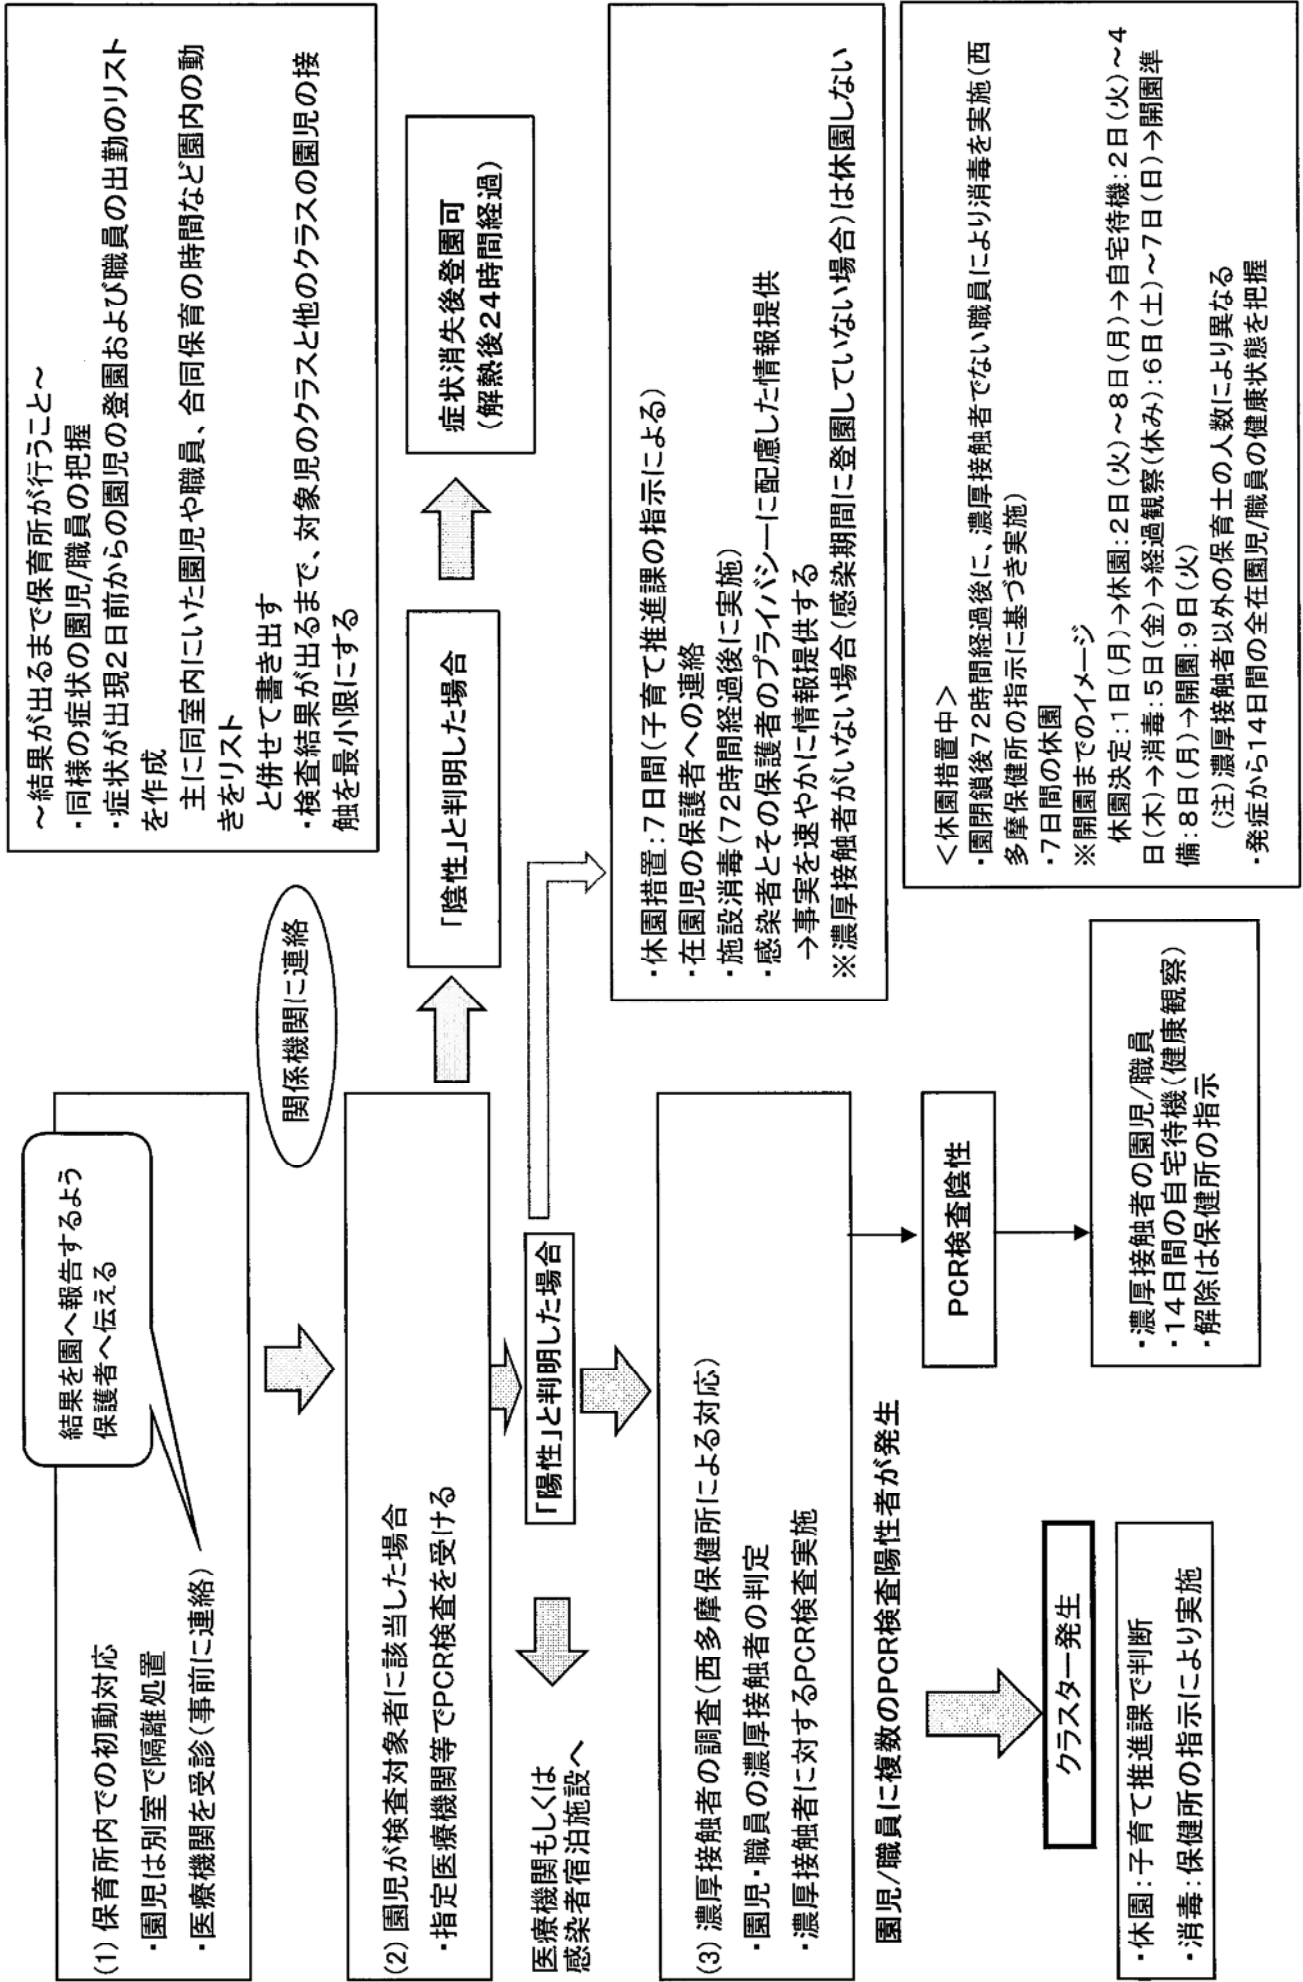 結果を園へ報告するよう
保護者へ伝える
(1) 保育所内での初動対応
・園児は別室で隔離処置
・医療機関を受診(事前に連絡)
関係機関に連絡
～結果が出るまで保育所が行うこと～
・同様の症状の園児/職員の把握
・症状が出現2日前からの園児の登園および職員の出勤のリスト
を作成
主に同室内にいた園児や職員、合同保育の時間など園内の動
きをリスト
と併せて書き出す
・検査結果が出るまで、対象児のクラスと他のクラスの園児の接
触を最小限にする
(2) 園児が検査対象者に該当した場合
・指定医療機関等でPCR検査を受ける
「陰性」と判明した場合
症状消失後登園可
(解熱後24時間経過)
「陽性」と判明した場合
医療機関もしくは
感染者宿泊施設へ
・休園措置:7日間(子育て推進課の指示による)
・在園児の保護者への連絡
・施設消毒(72時間経過後に実施)
・感染者とその保護者のプライバシーに配慮した情報提供
→事実を速やかに情報提供する
※濃厚接触者がいない場合(感染期間に登園していない場合)は休園しない
(3) 濃厚接触者の調査(西多摩保健所による対応)
・園児・職員の濃厚接触者の判定
・濃厚接触者に対するPCR検査実施
園児/職員に複数のPCR検査陽性者が発生
PCR検査陰性
＜休園措置中＞
・園閉鎖後72時間経過後に、濃厚接触者でない職員により消毒を実施(西
多摩保健所の指示に基づき実施)
・7日間の休園
※開園までのイメージ
休園決定:1日(月)→休園:2日(火)～8日(月)→自宅待機:2日(火)～4
日(木)→消毒:5日(金)→経過観察(休み):6日(土)～7日(日)→開園準
備:8日(月)→開園:9日(火)
(注)濃厚接触者以外の保育士の人数により異なる
・発症から14日間の全在園児/職員の健康状態を把握
クラスター発生
・休園:子育て推進課で判断
・消毒:保健所の指示により実施
・濃厚接触者の園児/職員
・14日間の自宅待機(健康観察)
・解除は保健所の指示